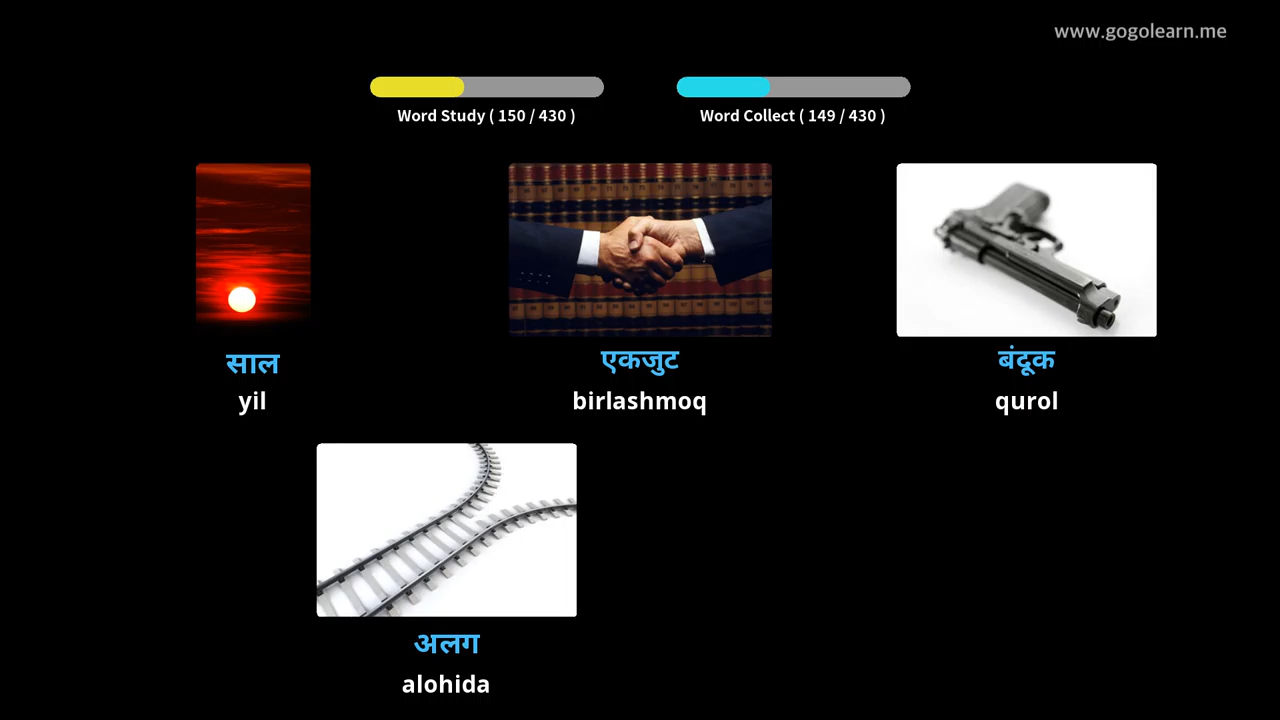 www.gogolearn.me
Word Study ( 150 / 430 )
Word Collect ( 149 / 430 )
साल
yil
एकजुट
birlashmoq
बंदूक
qurol
अलग
alohida